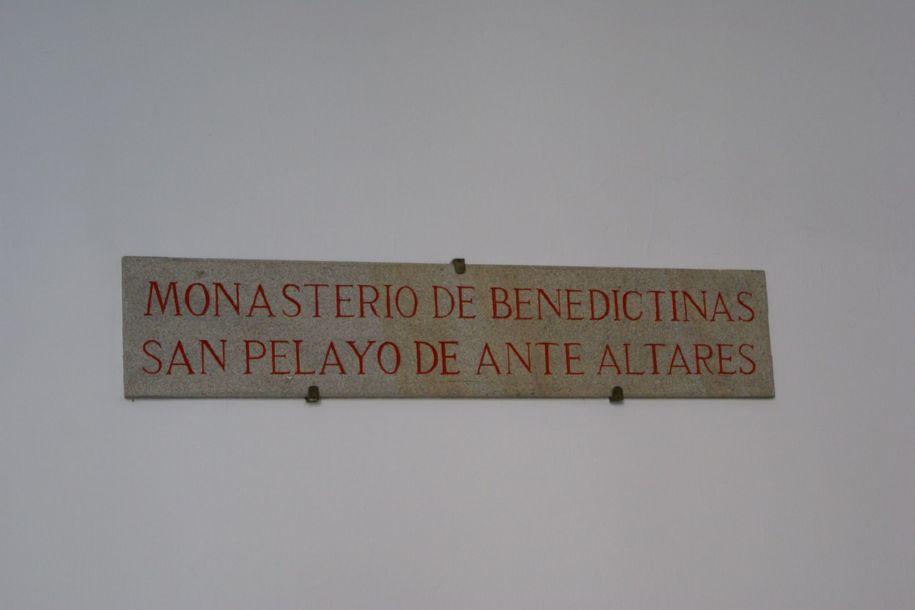 MONASTERIO DE BENEDICTINAS
SAN PELAYO DE ANTE ALTARES